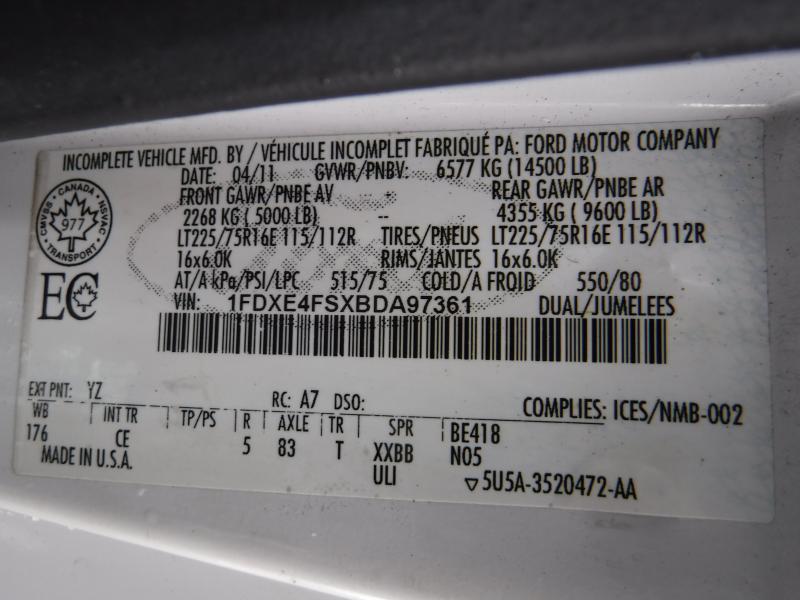 INCOMPLETE VEHICLE MFD. BY / VÉHICULE INCOMPLET FABRIQUÉ PA: FORD MOTOR COMPANY
DATE: 04/11 GVWR/PNBV: 6577 KG (14500 LB)
FRONT GAWR/PNBE AV REAR GAWR/PNBE AR
2268 KG ( 5000 LB) -- 4355 KG ( 9600 LB)
LT225/75R16E 115/112R TIRES/PNEUS LT225/75R16E 115/112R
16x6.0K RIMS/JANTES 16x6.0K
AT/A kPa/PSI/LPC 515/75 COLD/A FROID 550/80
VIN: 1FDXE4FSXBDA97361 DUAL/JUMELEES
CMVSS - CANADA - NSVAC
977
TRANSPORT
EC
EXT PNT: YZ RC: A7 DSO:
COMPLIES: ICES/NMB-002
WB INT TR TP/PS R AXLE TR SPR BE418
176 CE 5 83 T XXBB N05
MADE IN U.S.A. ULI 5U5A-3520472-AA